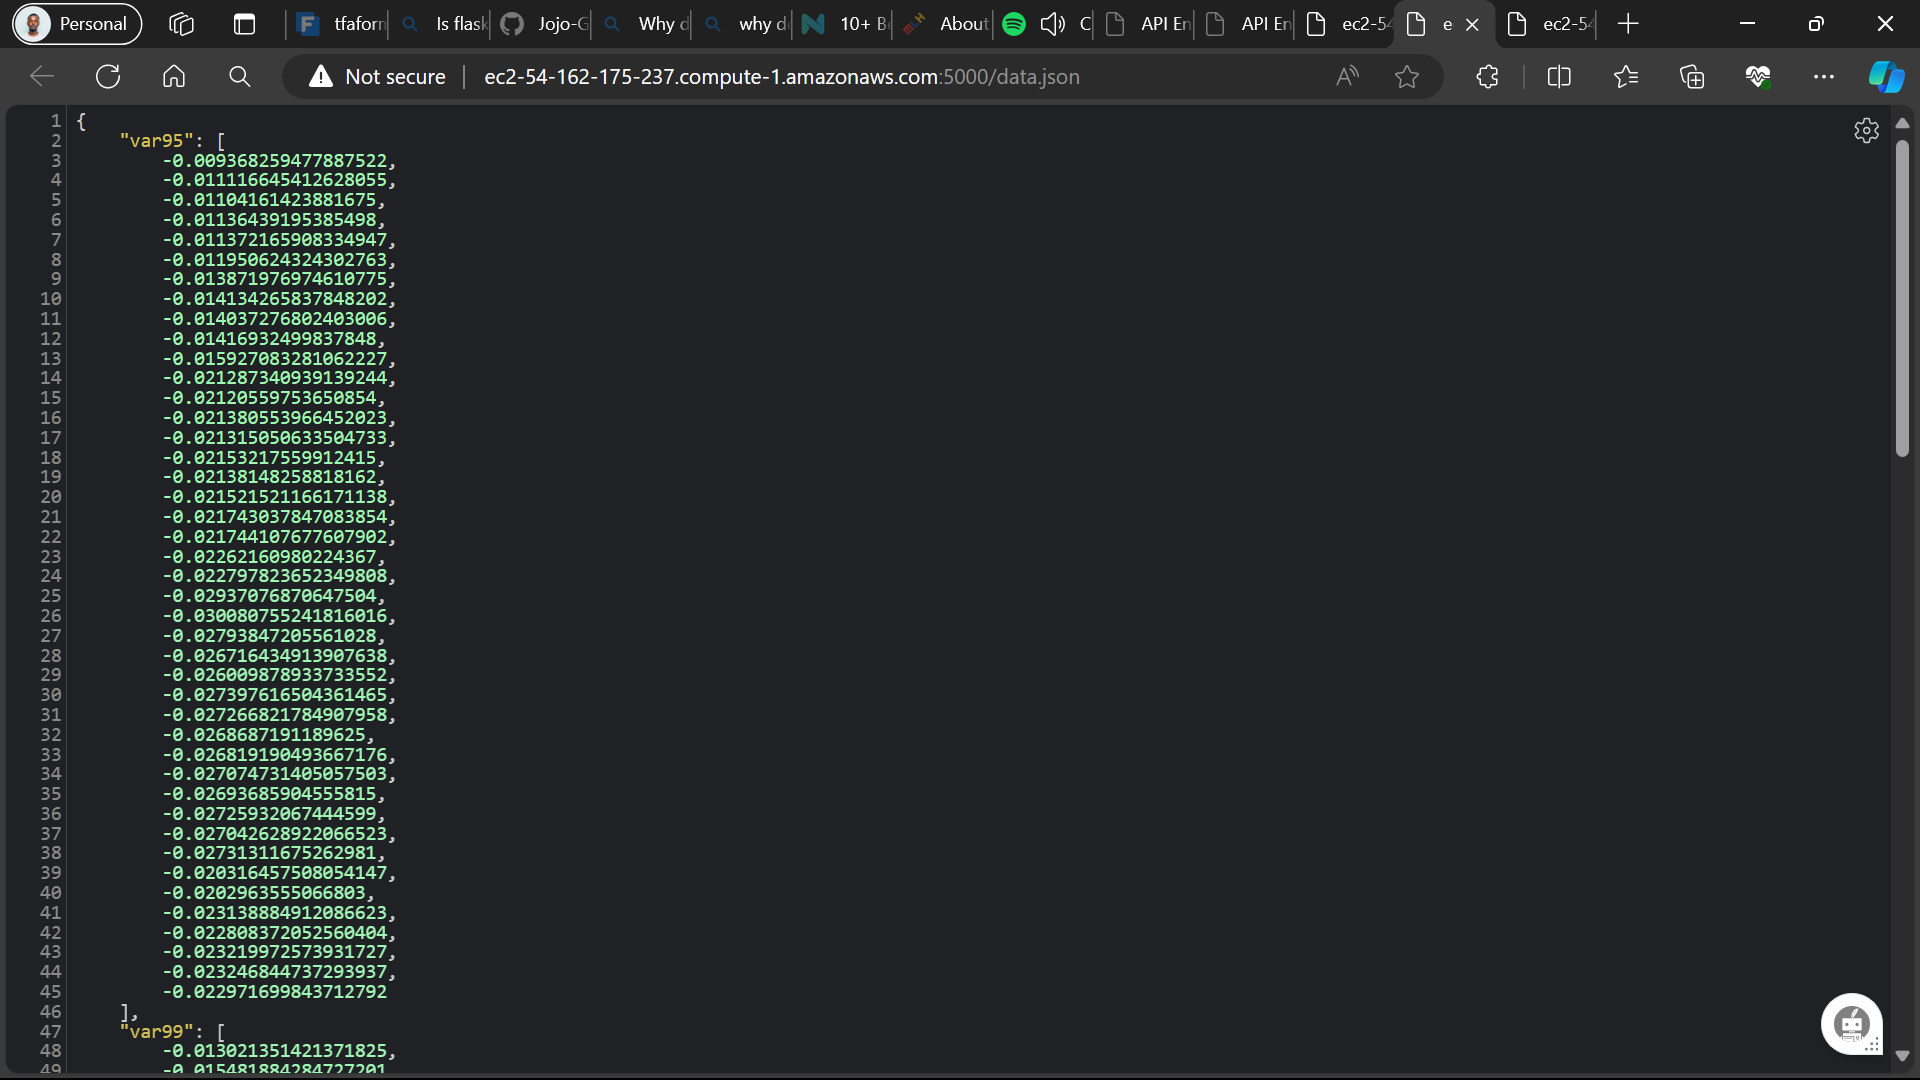 Personal
tfaforn
Is flask
Jojo-G
Why d
why d
10+ B
About
C
API En
API En
ec2-54
e
ec2-54
Not secure
ec2-54-162-175-237.compute-1.amazonaws.com:5000/data.json
1 {
2 "var95": [
3 -0.009368259477887522,
4 -0.011116645412628055,
5 -0.01104161423881675,
6 -0.01136439195385498,
7 -0.011372165908334947,
8 -0.011950624324302763,
9 -0.013871976974610775,
10 -0.014134265837848202,
11 -0.014037276802403006,
12 -0.01416932499837848,
13 -0.015927083281062227,
14 -0.021287340939139244,
15 -0.02120559753650854,
16 -0.021380553966452023,
17 -0.021315050633504733,
18 -0.02153217559912415,
19 -0.02138148258818162,
20 -0.021521521166171138,
21 -0.021743037847083854,
22 -0.021744107677607902,
23 -0.02262160980224367,
24 -0.022797823652349808,
25 -0.02937076870647504,
26 -0.030080755241816016,
27 -0.02793847205561028,
28 -0.026716434913907638,
29 -0.026009878933733552,
30 -0.027397616504361465,
31 -0.027266821784907958,
32 -0.0268687191189625,
33 -0.026819190493667176,
34 -0.027074731405057503,
35 -0.02693685904555815,
36 -0.02725932067444599,
37 -0.027042628922066523,
38 -0.02731311675262981,
39 -0.020316457508054147,
40 -0.0202963555066803,
41 -0.023138884912086623,
42 -0.022808372052560404,
43 -0.023219972573931727,
44 -0.023246844737293937,
45 -0.022971699843712792
46 ],
47 "var99": [
48 -0.013021351421371825,
49 -0.015481884284727201